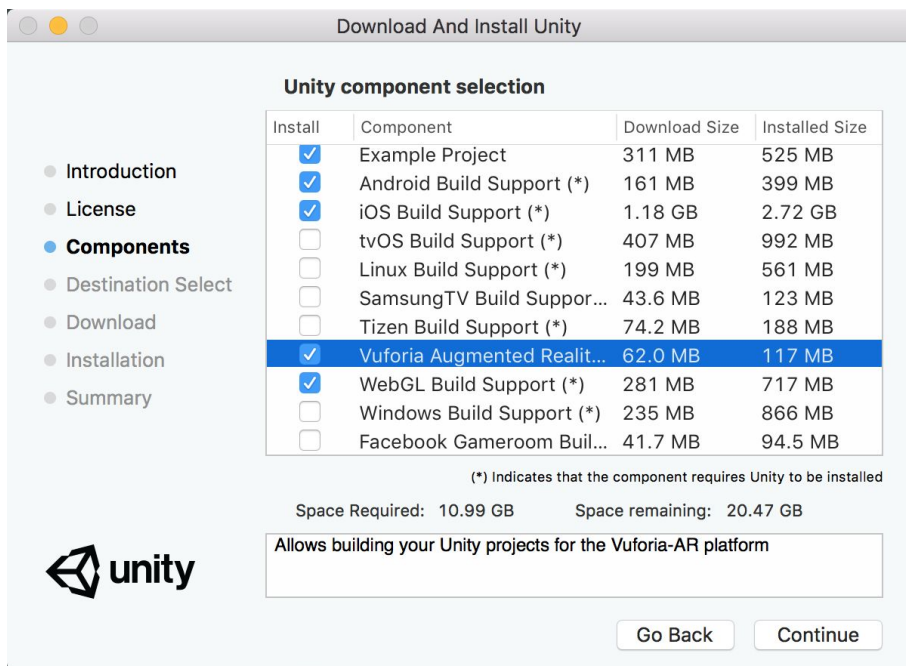 Download And Install Unity
Unity component selection
Install Component Download Size Installed Size
Example Project 311 MB 525 MB
Introduction
Android Build Support (*) 161 MB 399 MB
License
iOS Build Support (*) 1.18 GB 2.72 GB
Components
tvOS Build Support (*) 407 MB 992 MB
Linux Build Support (*) 199 MB 561 MB
Destination Select
SamsungTV Build Suppor... 43.6 MB 123 MB
Download
Tizen Build Support (*) 74.2 MB 188 MB
Installation
Vuforia Augmented Realit... 62.0 MB 117 MB
Summary
WebGL Build Support (*) 281 MB 717 MB
Windows Build Support (*) 235 MB 866 MB
Facebook Gameroom Buil... 41.7 MB 94.5 MB
(*) Indicates that the component requires Unity to be installed
Space Required: 10.99 GB Space remaining: 20.47 GB
Allows building your Unity projects for the Vuforia-AR platform
unity
Go Back Continue